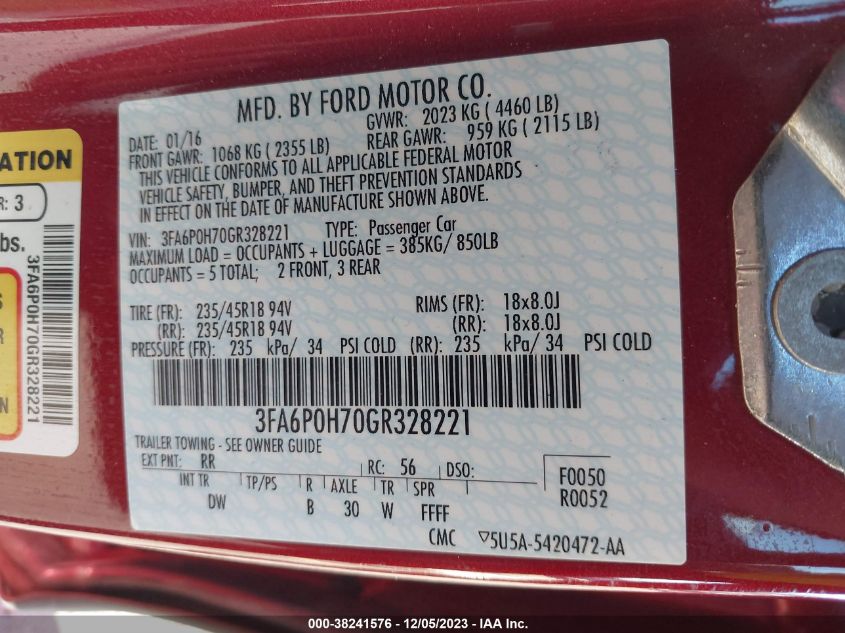 MFD. BY FORD MOTOR CO.
DATE: 01/16 GVWR: 2023 KG ( 4460 LB)
FRONT GAWR: 1068 KG ( 2355 LB) REAR GAWR: 959 KG ( 2115 LB)
THIS VEHICLE CONFORMS TO ALL APPLICABLE FEDERAL MOTOR
VEHICLE SAFETY, BUMPER, AND THEFT PREVENTION STANDARDS
IN EFFECT ON THE DATE OF MANUFACTURE SHOWN ABOVE.
VIN: 3FA6P0H70GR328221 TYPE: Passenger Car
MAXIMUM LOAD = OCCUPANTS + LUGGAGE = 385KG/ 850LB
OCCUPANTS = 5 TOTAL; 2 FRONT, 3 REAR
TIRE (FR): 235/45R18 94V RIMS (FR): 18x8.0J
(RR): 235/45R18 94V (RR): 18x8.0J
PRESSURE (FR): 235 kPa/ 34 PSI COLD (RR): 235 kPa/ 34 PSI COLD
3FA6P0H70GR328221
TRAILER TOWING - SEE OWNER GUIDE
EXT PNT: RR RC: 56 DSO: F0050
INT TR TP/PS R AXLE TR SPR R0052
DW B 30 W FFFF
CMC ▽5U5A-5420472-AA
ATION
R: 3
bs.
3FA6P0H70GR328221
S
R
N
000-38241576 - 12/05/2023 - IAA Inc.